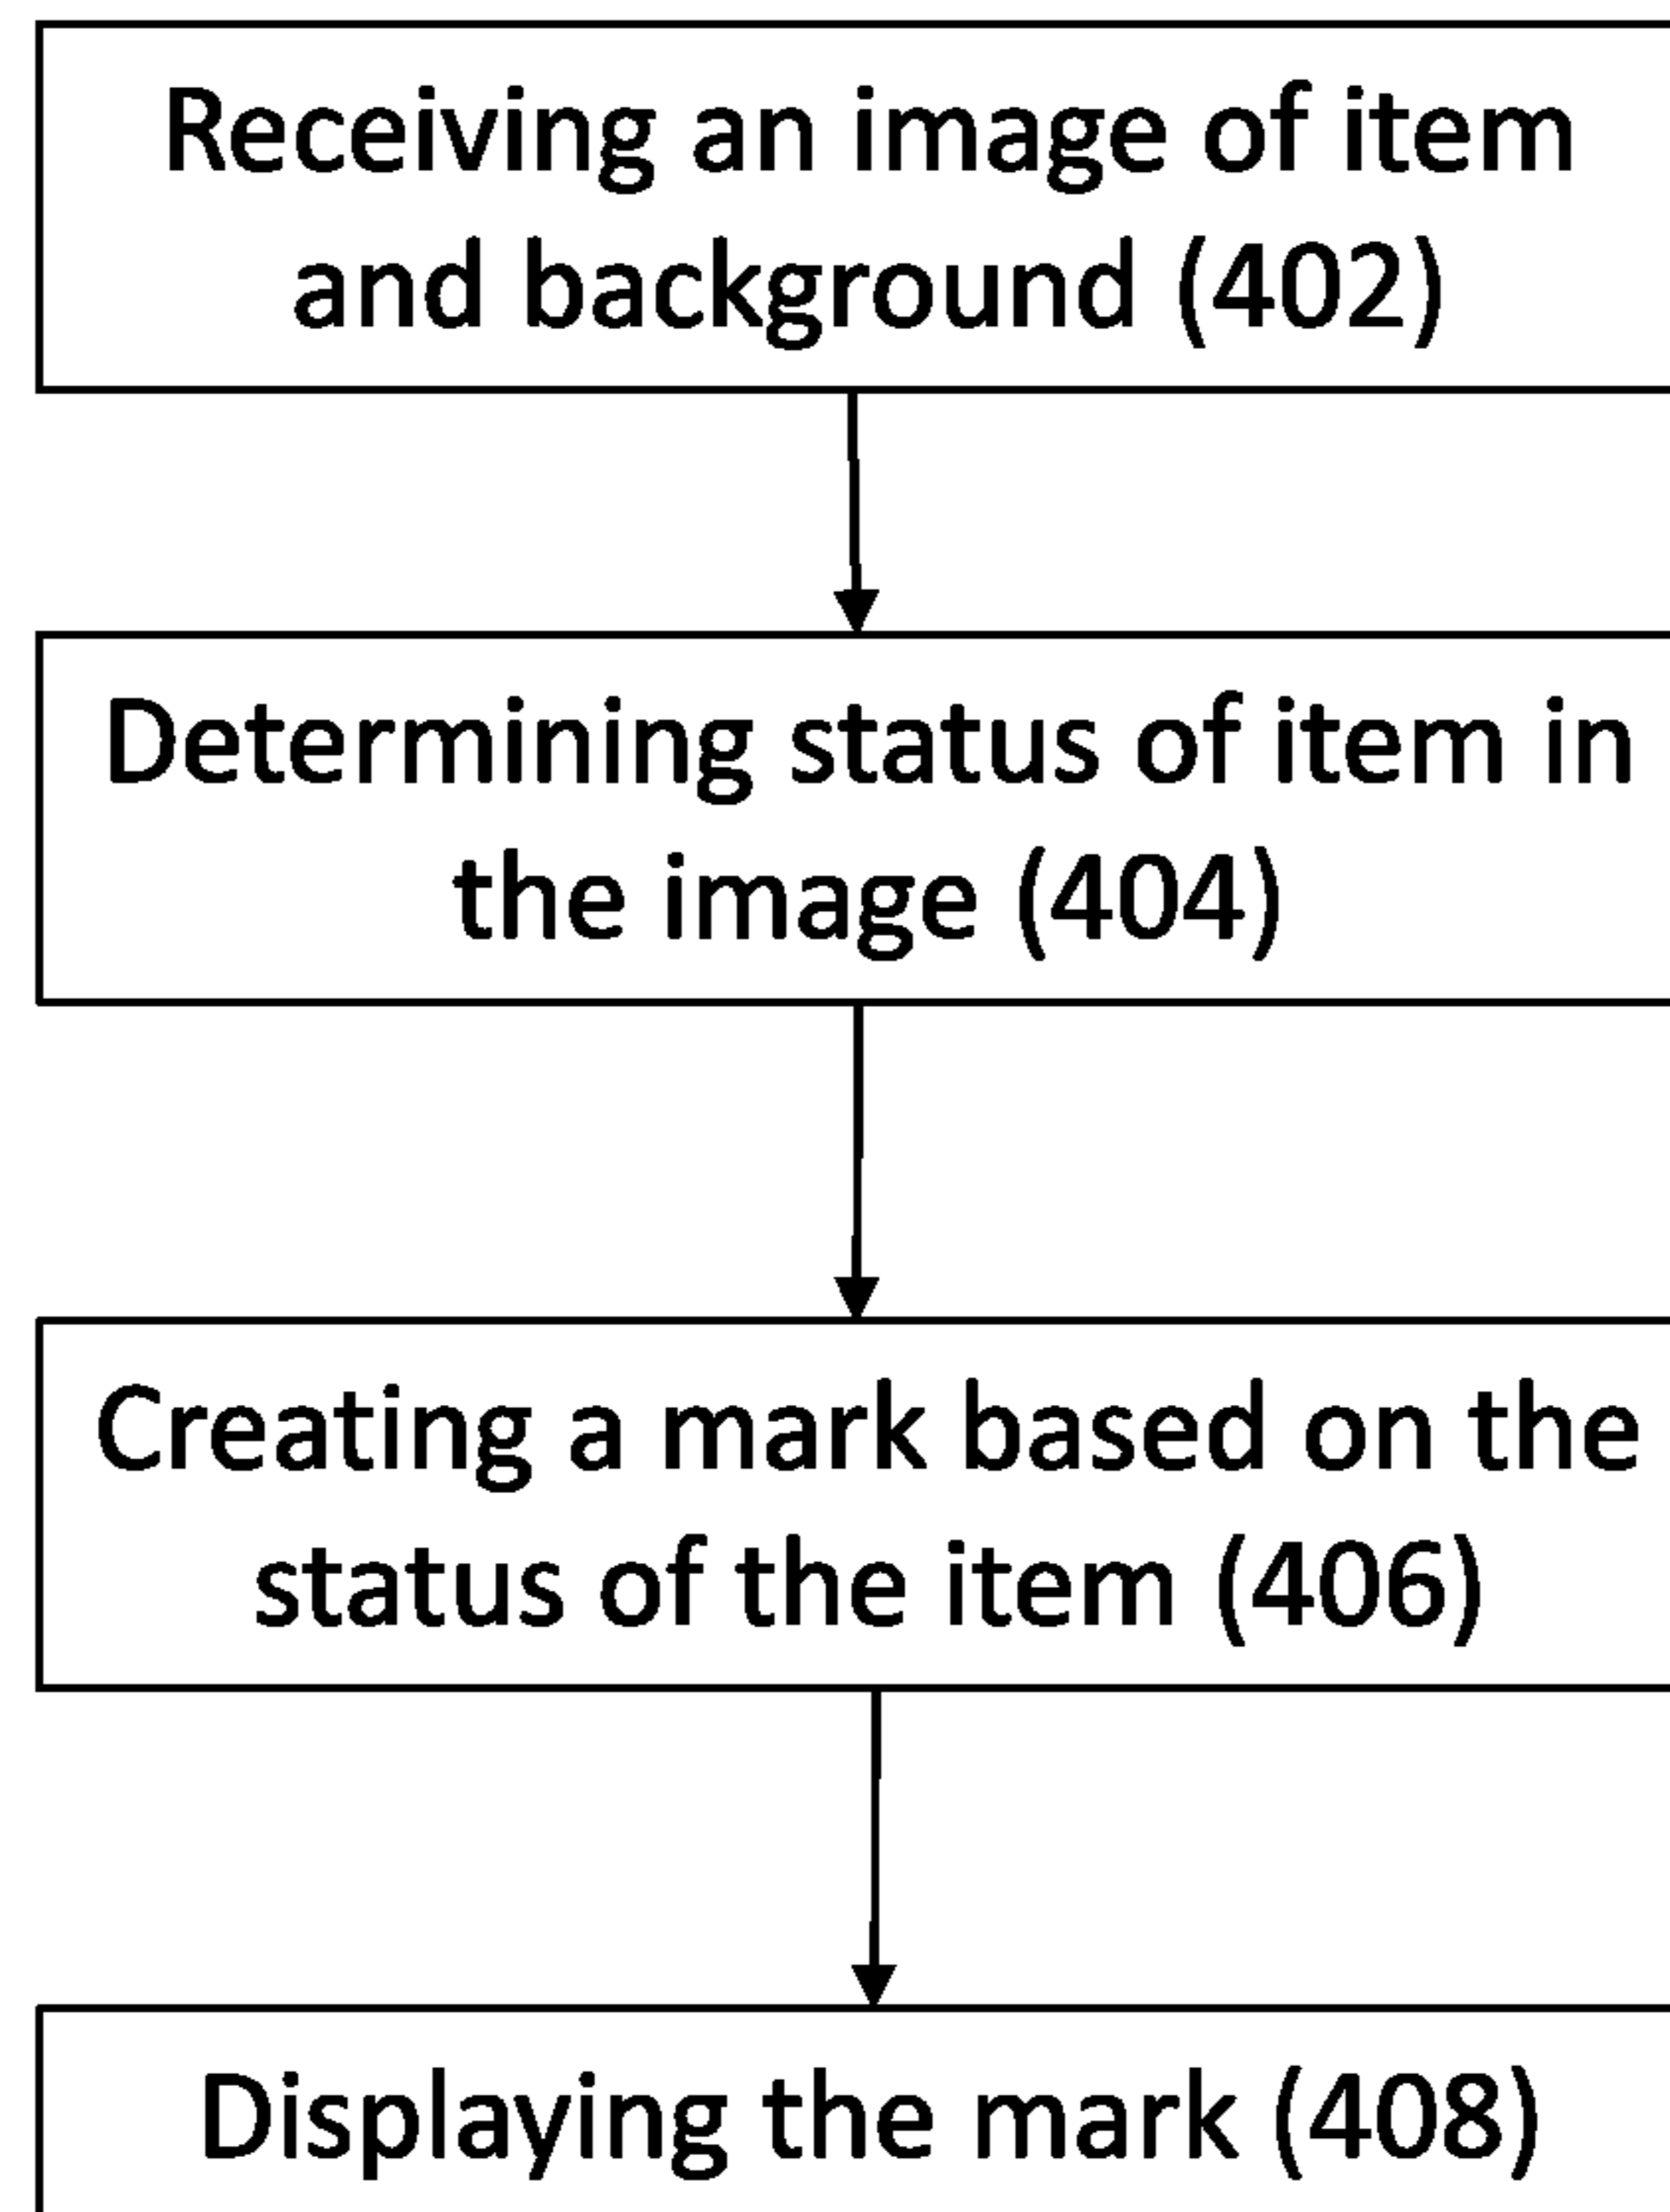 Receiving an image of item
and background (402)
Determining status of item in
the image (404)
Creating a mark based on the
status of the item (406)
Displaying the mark (408)